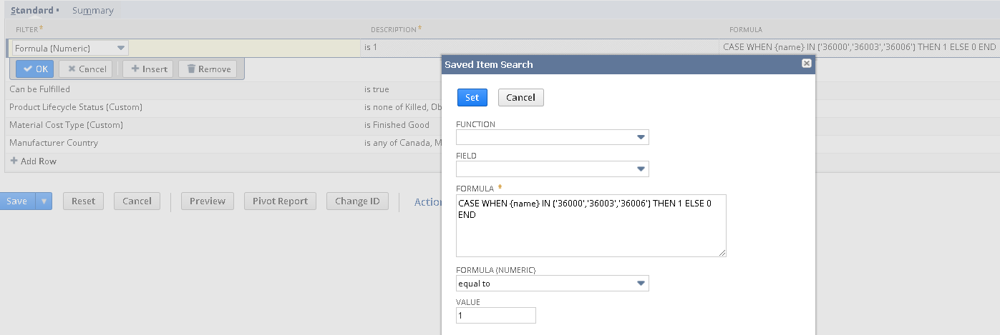 Standard • Summary
FILTER * DESCRIPTION * FORMULA
Formula (Numeric) is 1 CASE WHEN {name} IN ('36000','36003','36006') THEN 1 ELSE 0 END
OK Cancel Insert Remove
Can be Fulfilled is true
Product Lifecycle Status (Custom) is none of Killed, Ob
Material Cost Type (Custom) is Finished Good
Manufacturer Country is any of Canada, M
+ Add Row
Save Reset Cancel Preview Pivot Report Change ID Action
Saved Item Search
Set Cancel
FUNCTION
FIELD
FORMULA *
CASE WHEN {name} IN ('36000','36003','36006') THEN 1 ELSE 0
END
FORMULA (NUMERIC)
equal to
VALUE
1